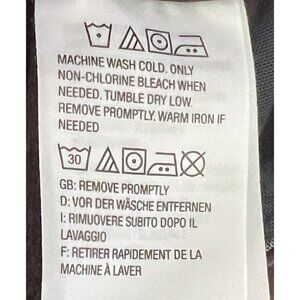 MACHINE WASH COLD. ONLY
NON-CHLORINE BLEACH WHEN
NEEDED. TUMBLE DRY LOW.
REMOVE PROMPTLY. WARM IRON IF
NEEDED
30
GB: REMOVE PROMPTLY
D: VOR DER WÄSCHE ENTFERNEN
I: RIMUOVERE SUBITO DOPO IL
LAVAGGIO
F: RETIRER RAPIDEMENT DE LA
MACHINE À LAVER